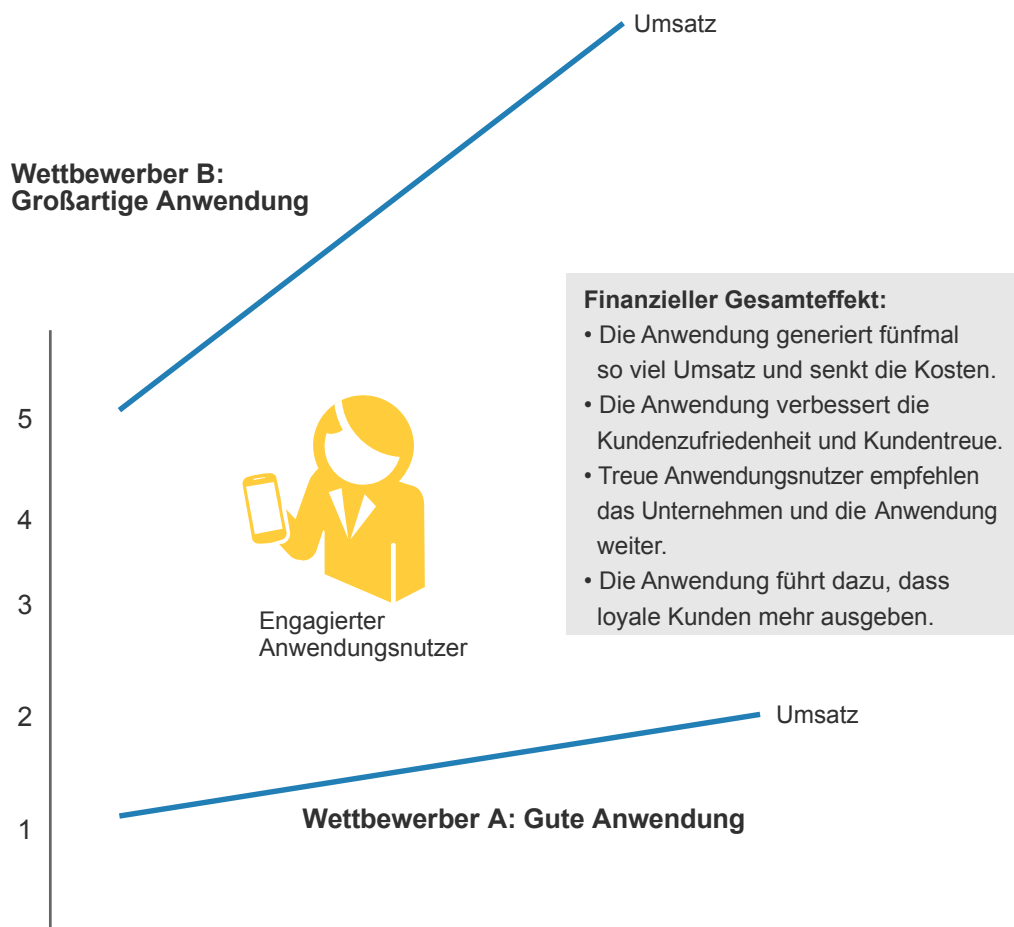 Umsatz
Wettbewerber B:
Großartige Anwendung
Finanzieller Gesamteffekt:
• Die Anwendung generiert fünfmal
so viel Umsatz und senkt die Kosten.
• Die Anwendung verbessert die
Kundenzufriedenheit und Kundentreue.
• Treue Anwendungsnutzer empfehlen
das Unternehmen und die Anwendung
weiter.
• Die Anwendung führt dazu, dass
loyale Kunden mehr ausgeben.
5
4
3
2
1
Engagierter
Anwendungsnutzer
Umsatz
Wettbewerber A: Gute Anwendung